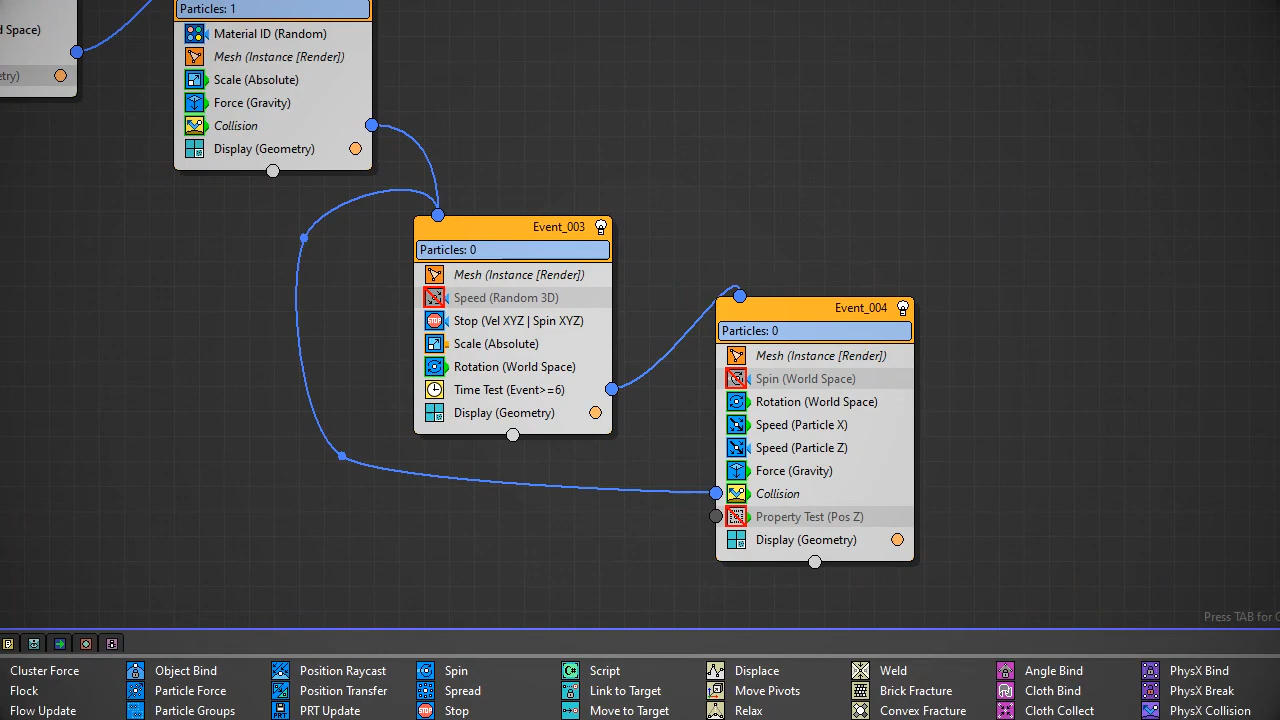 d Space)
etry)
Particles: 1
Material ID (Random)
Mesh (Instance [Render])
Scale (Absolute)
Force (Gravity)
Collision
Display (Geometry)
Event_003
Particles: 0
Mesh (Instance [Render])
Speed (Random 3D)
Stop (Vel XYZ | Spin XYZ)
Scale (Absolute)
Rotation (World Space)
Time Test (Event>=6)
Display (Geometry)
Event_004
Particles: 0
Mesh (Instance [Render])
Spin (World Space)
Rotation (World Space)
Speed (Particle X)
Speed (Particle Z)
Force (Gravity)
Collision
Property Test (Pos Z)
Display (Geometry)
Press TAB for
Cluster Force Object Bind Position Raycast Spin Script Displace Weld Angle Bind PhysX Bind
Flock Particle Force Position Transfer Spread Link to Target Move Pivots Brick Fracture Cloth Bind PhysX Break
Flow Update Particle Groups PRT Update Stop Move to Target Relax Convex Fracture Cloth Collect PhysX Collision